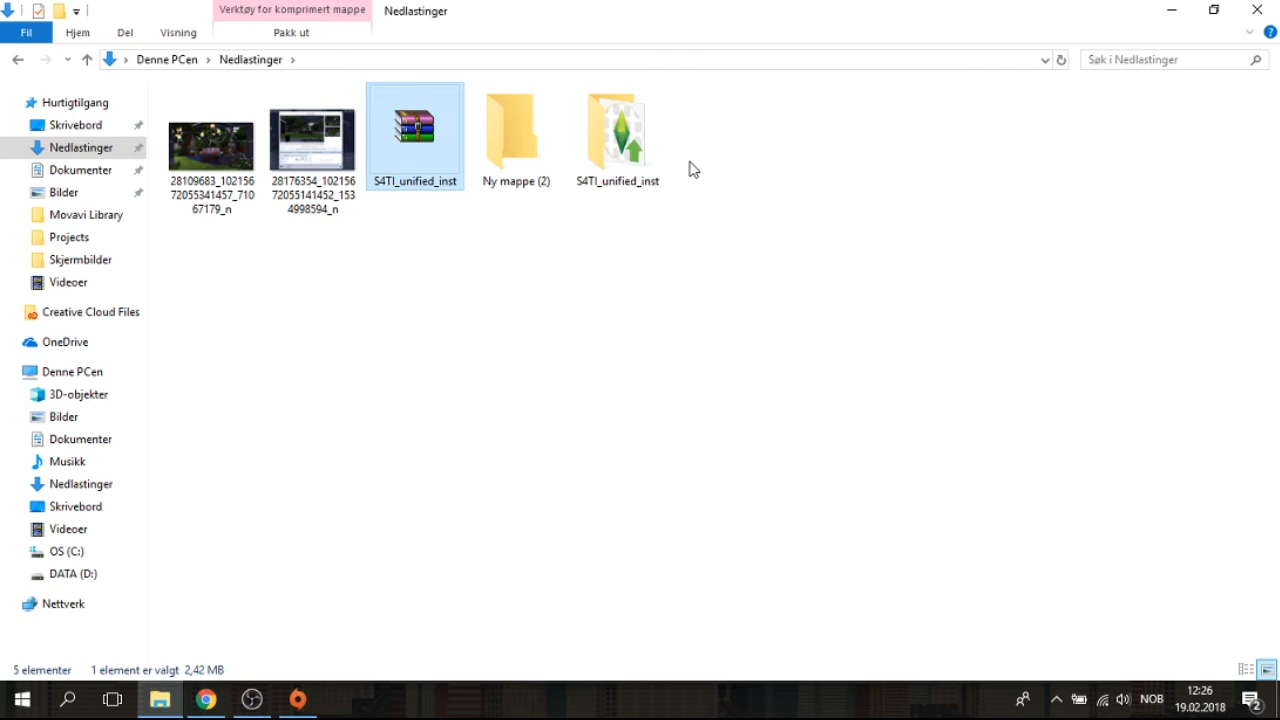 Verktøy for komprimert mappe
Nedlastinger
Fil
Hjem
Del
Visning
Pakk ut
Denne PCen
Nedlastinger
Søk i Nedlastinger
Hurtigtilgang
Skrivebord
Nedlastinger
Dokumenter
Bilder
Movavi Library
Projects
Skjermbilder
Videoer
Creative Cloud Files
OneDrive
Denne PCen
3D-objekter
Bilder
Dokumenter
Musikk
Nedlastinger
Skrivebord
Videoer
OS (C:)
DATA (D:)
Nettverk
28109683_102156
72055341457_710
67179_n
28176354_102156
72055141452_153
4998594_n
S4TI_unified_inst
Ny mappe (2)
S4TI_unified_inst
5 elementer
1 element er valgt 2,42 MB
NOB
12:26
19.02.2018
2